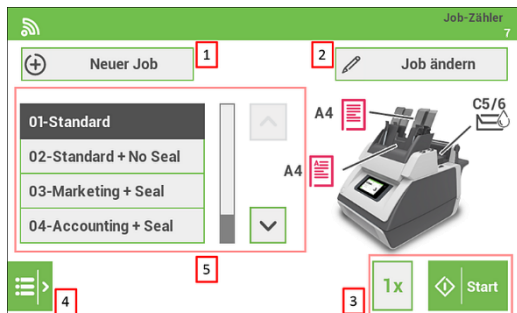 Job-Zähler
7
Neuer Job
1
2
Job ändern
01-Standard
02-Standard + No Seal
03-Marketing + Seal
04-Accounting + Seal
A4
C5/6
A4
5
4
3
1x
Start